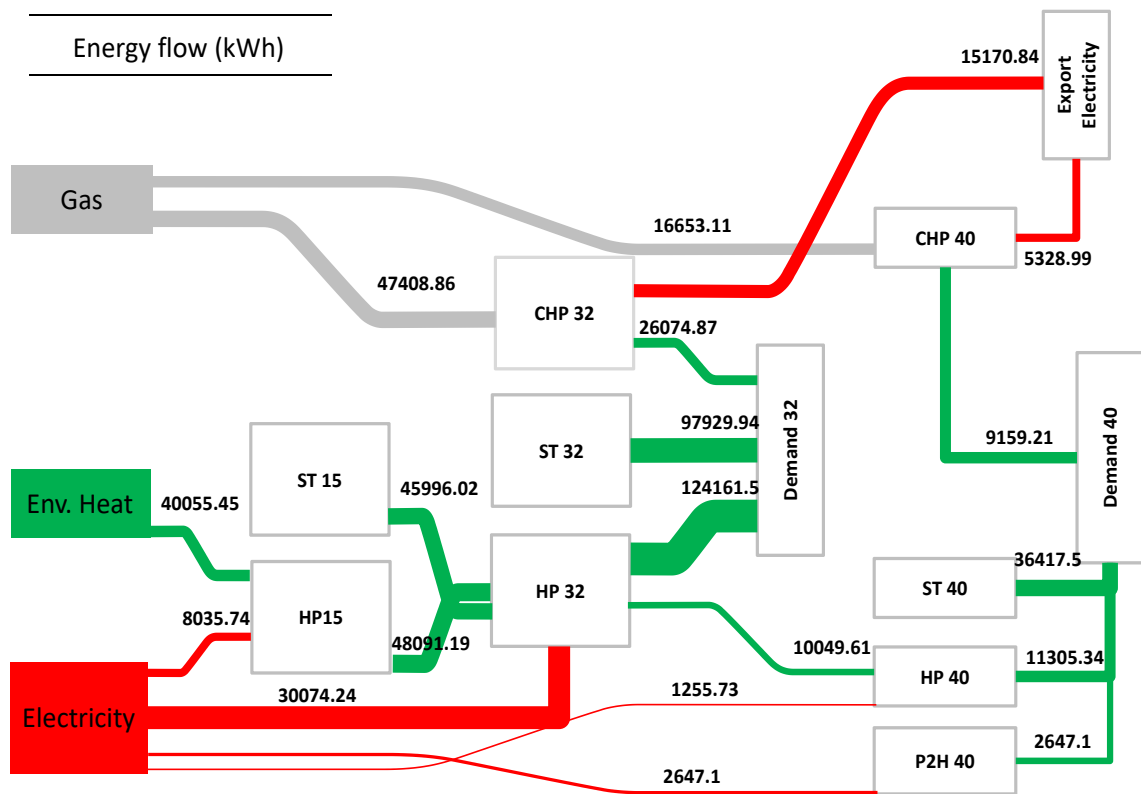 Energy flow (kWh)
15170.84
Export
Electricity
Gas
16653.11
CHP 40
5328.99
47408.86
CHP 32
26074.87
Demand 32
Demand 40
97929.94
ST 32
9159.21
ST 15
45996.02
124161.5
Env. Heat
40055.45
HP 32
36417.5
ST 40
HP15
8035.74
48091.19
10049.61
11305.34
HP 40
30074.24
1255.73
Electricity
2647.1
P2H 40
2647.1